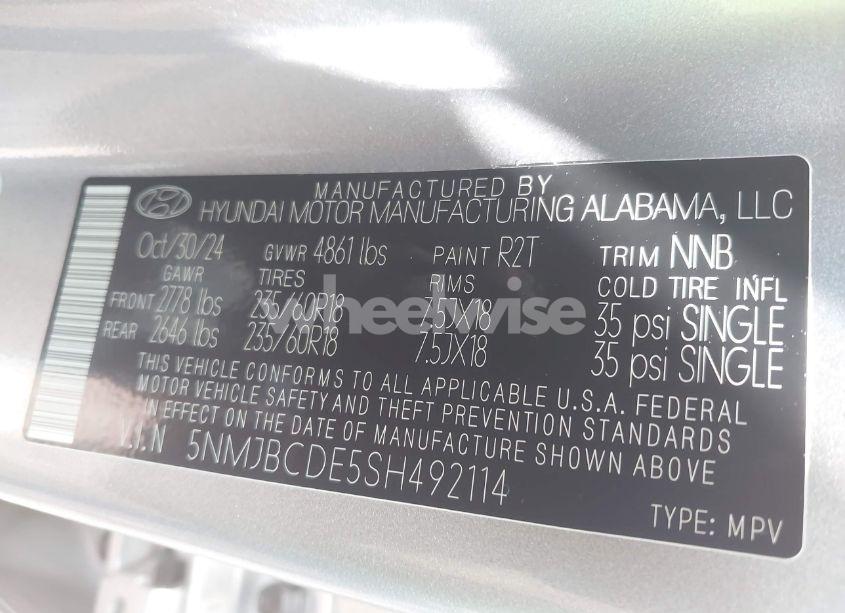 MANUFACTURED BY
HYUNDAI MOTOR MANUFACTURING ALABAMA, LLC
Oct/30/24 GVWR 4861 lbs PAINT R2T TRIM NNB
GAWR TIRES RIMS COLD TIRE INFL
FRONT 2778 lbs 235/60R18 7.5JX18 35 psi SINGLE
REAR 2646 lbs 235/60R18 7.5JX18 35 psi SINGLE
THIS VEHICLE CONFORMS TO ALL APPLICABLE U.S.A. FEDERAL
MOTOR VEHICLE SAFETY AND THEFT PREVENTION STANDARDS
IN EFFECT ON THE DATE OF MANUFACTURE SHOWN ABOVE
V.I.N 5NMJBCDE5SH492114
TYPE: MPV
wheelwise